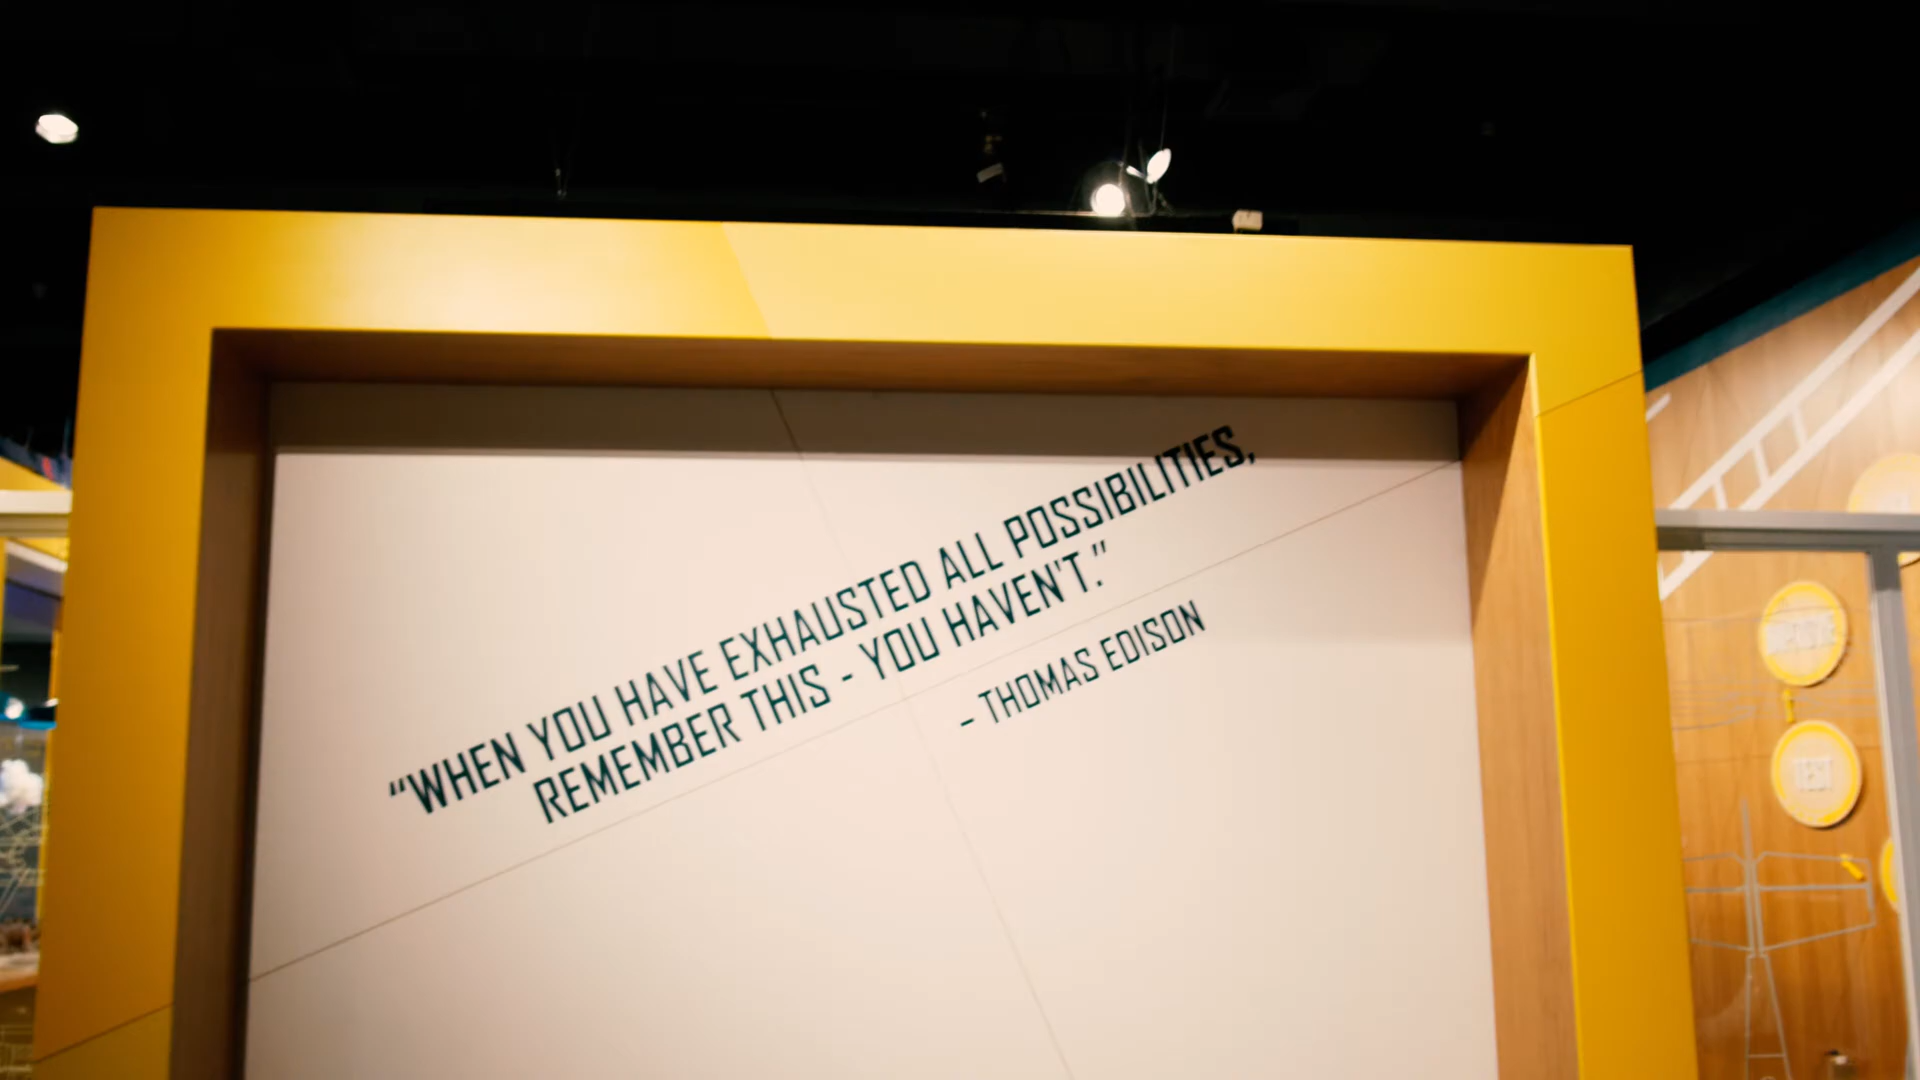 “WHEN YOU HAVE EXHAUSTED ALL POSSIBILITIES,
REMEMBER THIS - YOU HAVEN'T.”
- THOMAS EDISON